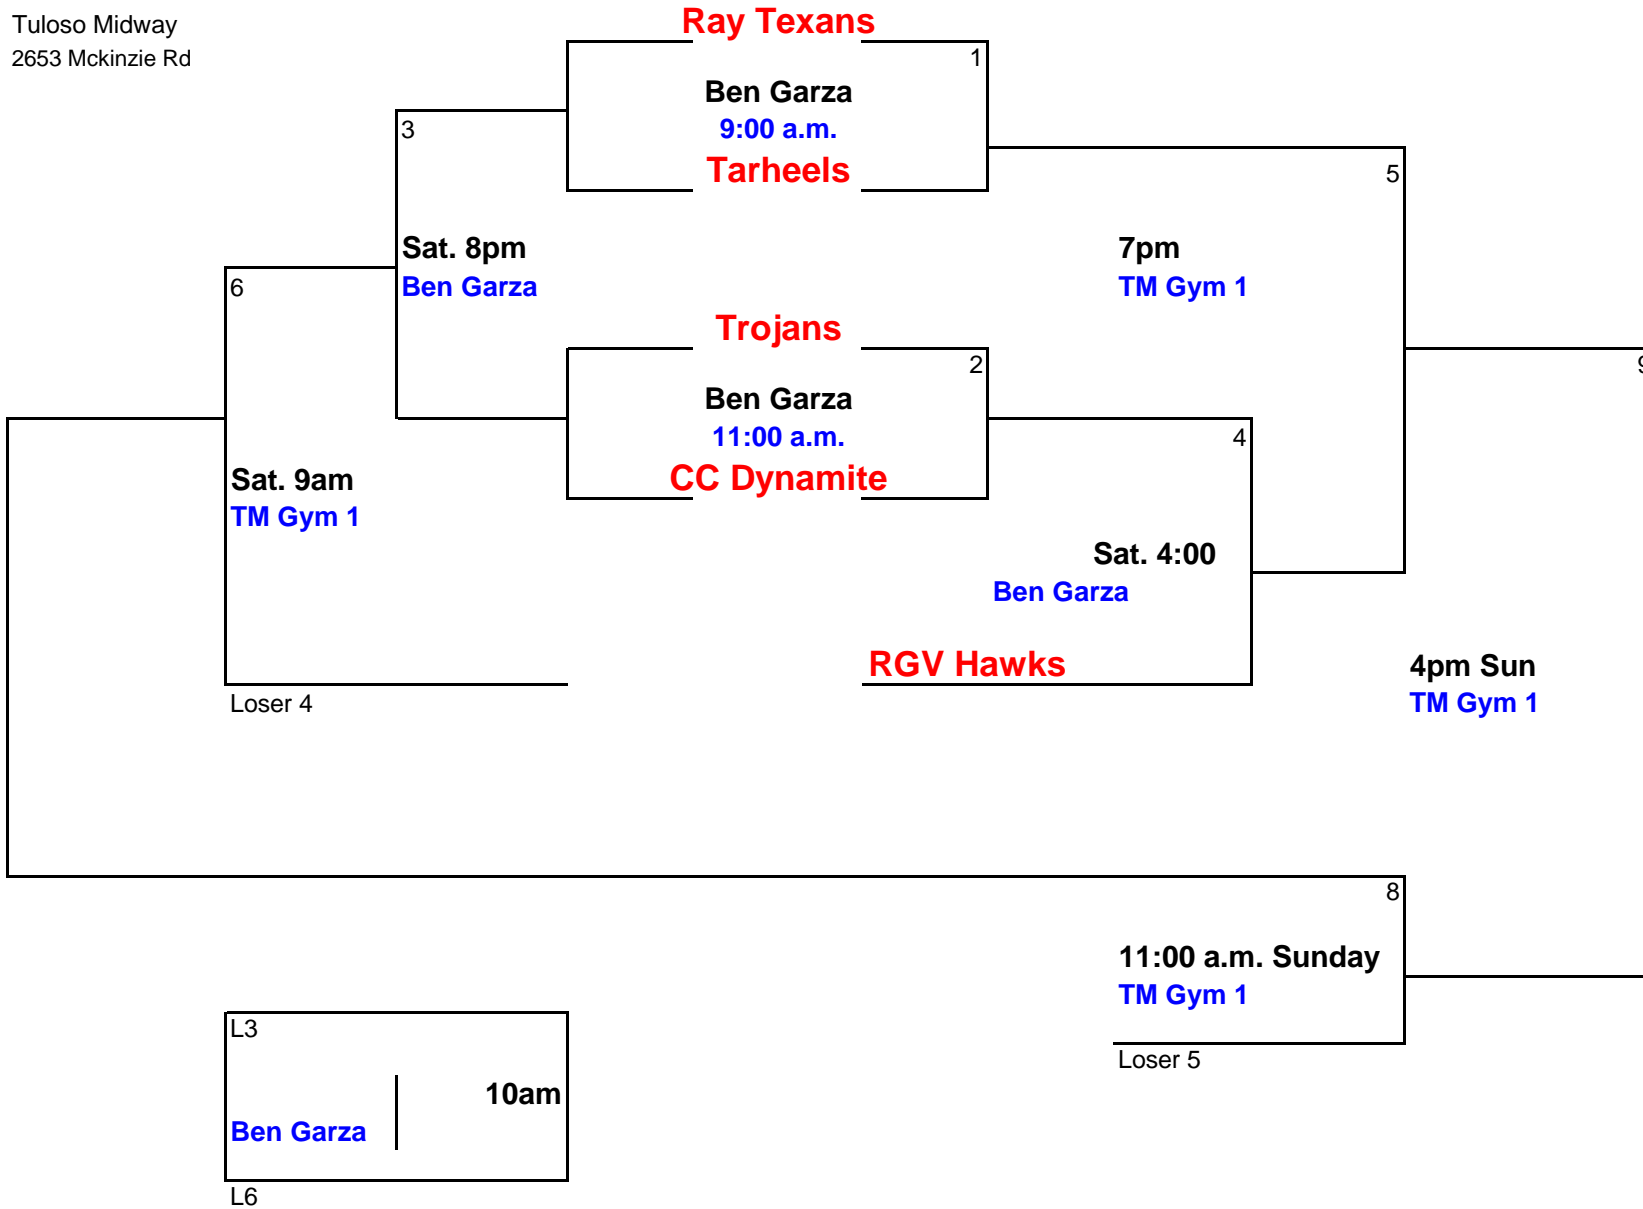 Tuloso Midway
2653 Mckinzie Rd
Ray Texans
1
Ben Garza
9:00 a.m.
3
Tarheels
5
Sat. 8pm
Ben Garza
7pm
TM Gym 1
6
Trojans
2
9
Ben Garza
11:00 a.m.
4
Sat. 9am
TM Gym 1
CC Dynamite
Sat. 4:00
Ben Garza
RGV Hawks
4pm Sun
TM Gym 1
Loser 4
8
11:00 a.m. Sunday
TM Gym 1
L3
Loser 5
10am
Ben Garza
L6